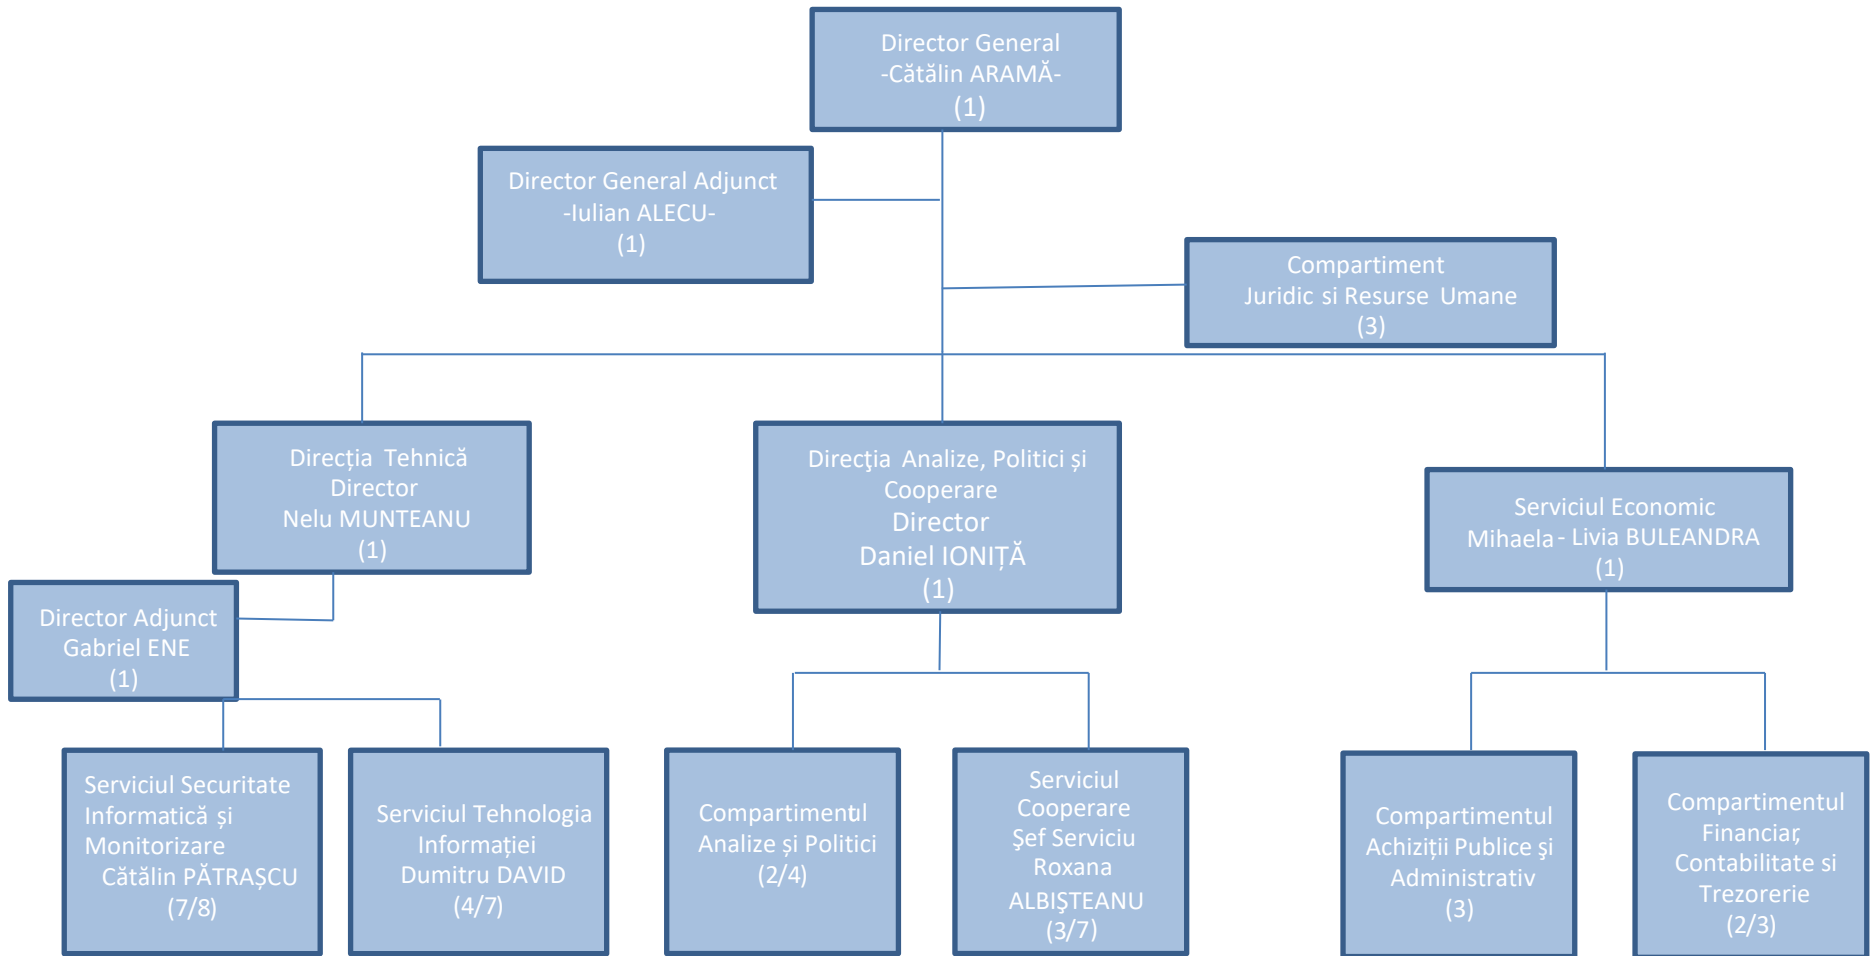 Director General
-Cătălin ARAMĂ-
(1)
Director General Adjunct
-Iulian ALECU-
(1)
Compartiment
Juridic si Resurse Umane
(3)
Direcția Tehnică
Director
Nelu MUNTEANU
(1)
Direcţia Analize, Politici și
Cooperare
Director
Daniel IONIȚĂ
(1)
Serviciul Economic
Mihaela - Livia BULEANDRA
(1)
Director Adjunct
Gabriel ENE
(1)
Serviciul Securitate
Informatică și
Monitorizare
Cătălin PĂTRAȘCU
(7/8)
Serviciul Tehnologia
Informației
Dumitru DAVID
(4/7)
Compartimentul
Analize și Politici
(2/4)
Serviciul
Cooperare
Şef Serviciu
Roxana
ALBIŞTEANU
(3/7)
Compartimentul
Achiziții Publice şi
Administrativ
(3)
Compartimentul
Financiar,
Contabilitate si
Trezorerie
(2/3)